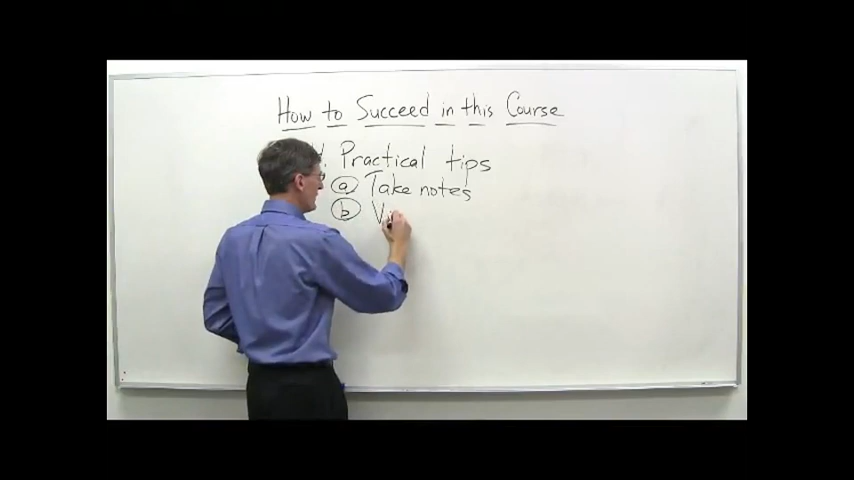 How to Succeed in this Course
Practical tips
(a) Take notes
(b)